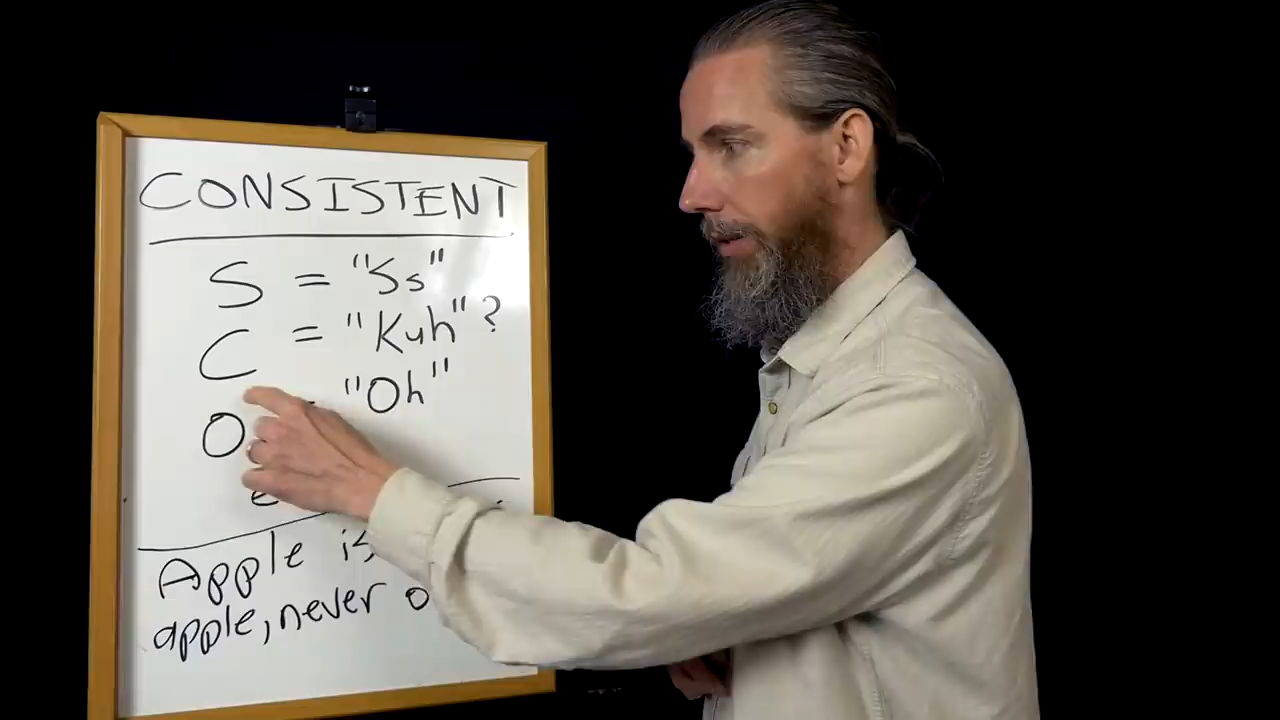 CONSISTENT
S = "Ss"
C = "Kuh" ?
O "Oh"
e
Apple is
apple, never o